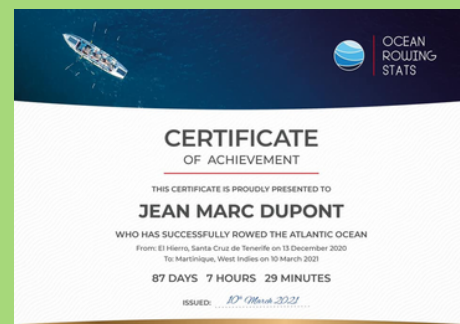 OCEAN
ROWING
STATS
CERTIFICATE
OF ACHIEVEMENT
THIS CERTIFICATE IS PROUDLY PRESENTED TO
JEAN MARC DUPONT
WHO HAS SUCCESSFULLY ROWED THE ATLANTIC OCEAN
From: El Hierro, Santa Cruz de Tenerife on 13 December 2020
To: Martinique, West Indies on 10 March 2021
87 DAYS 7 HOURS 29 MINUTES
ISSUED: 10th March 2021